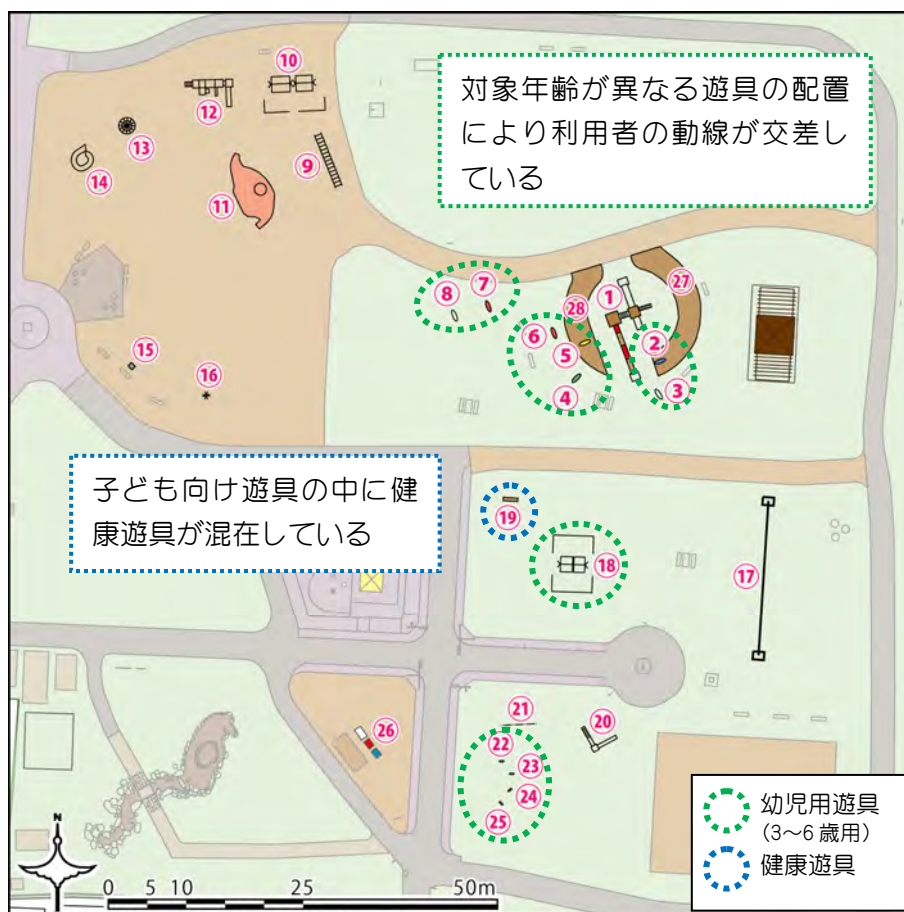 ⑩
対象年齢が異なる遊具の配置
により利用者の動線が交差し
ている
⑫
⑬
⑨
⑭
⑪
⑧
⑦
①
㉗
㉘
⑥
⑤
②
④
③
⑮
⑯
子ども向け遊具の中に健
康遊具が混在している
⑲
⑱
⑰
㉑
⑳
㉒
㉓
㉔
㉕
㉖
幼児用遊具
(3～6 歳用)
健康遊具
N
0 5 10 25 50m